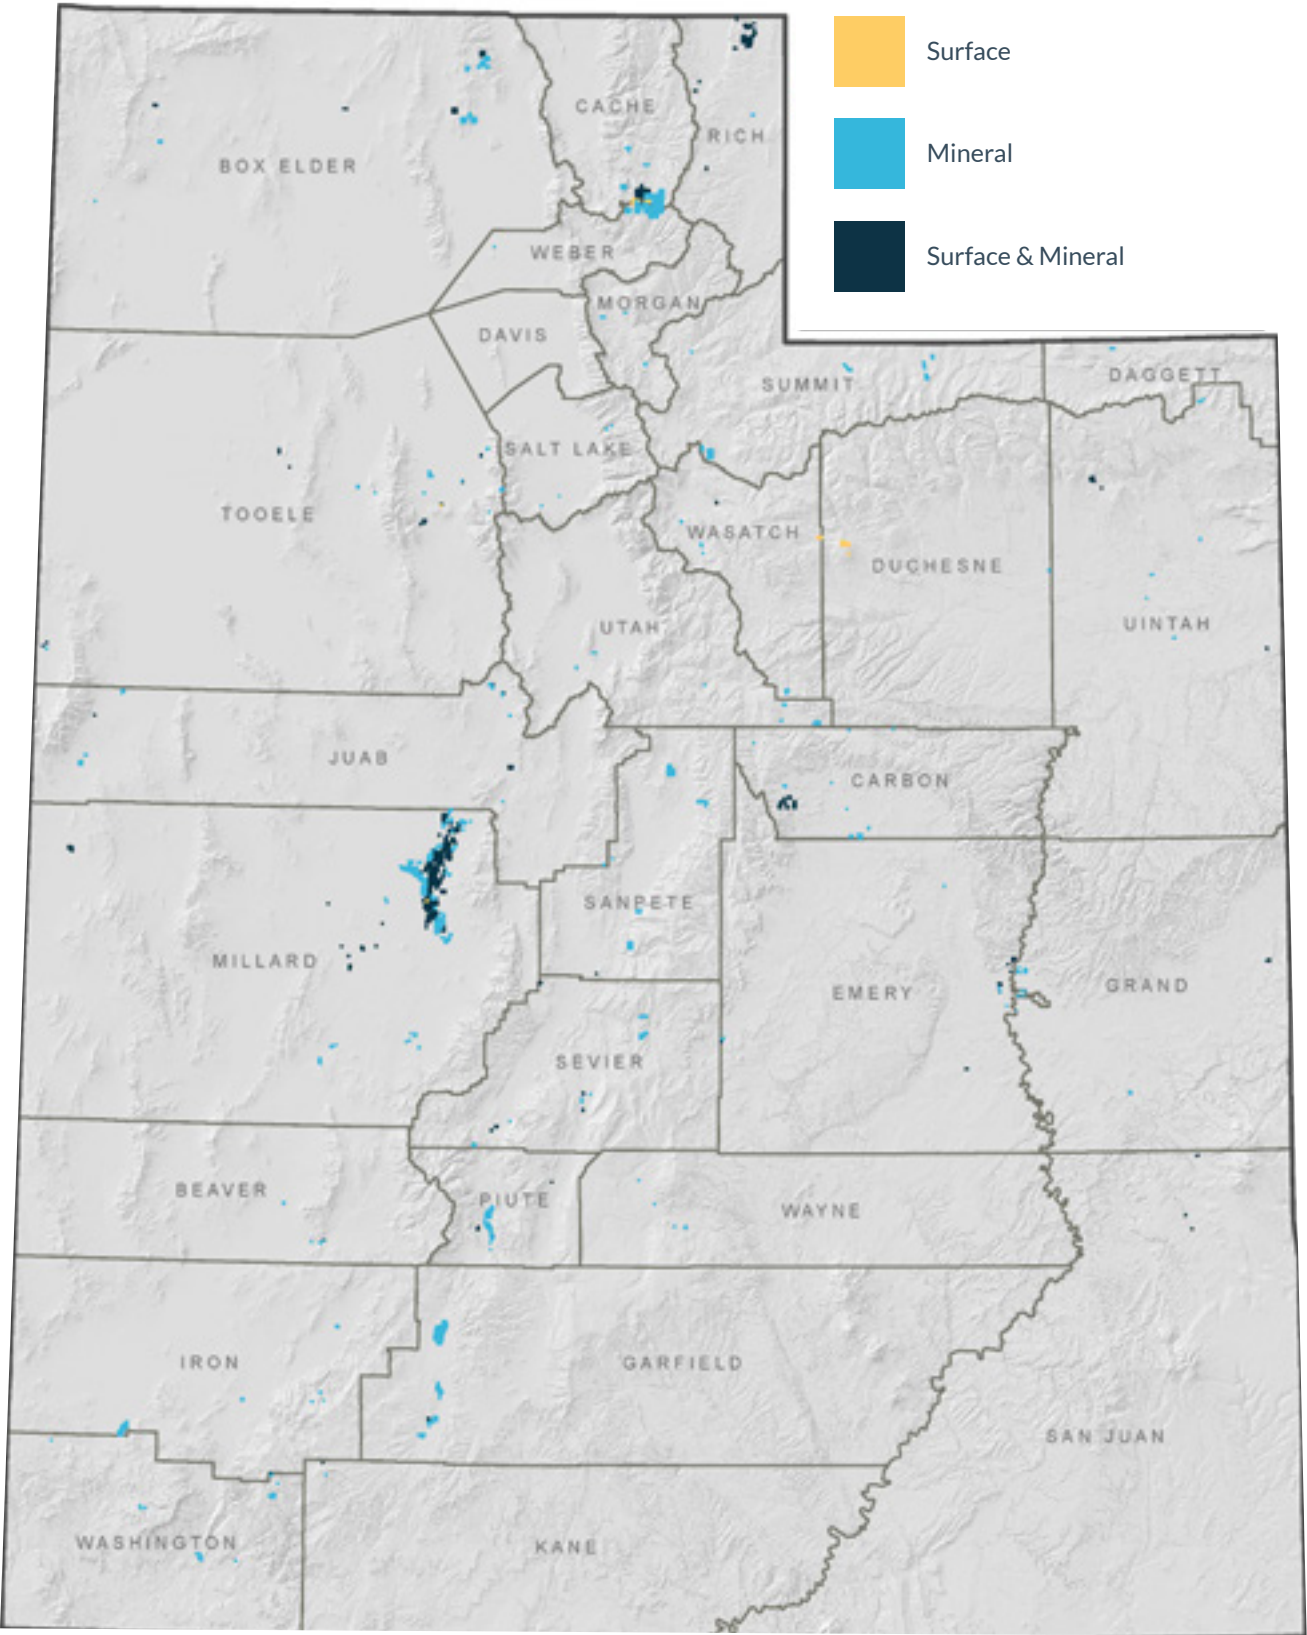 Surface
Mineral
Surface & Mineral
CACHE
RICH
BOX ELDER
WEBER
MORGAN
DAVIS
SUMMIT
DAGGETT
SALT LAKE
TOOELE
WASATCH
DUCHESNE
UTAH
UINTAH
JUAB
CARBON
SANPETE
MILLARD
EMERY
GRAND
SEVIER
BEAVER
PIUTE
WAYNE
IRON
GARFIELD
SAN JUAN
WASHINGTON
KANE